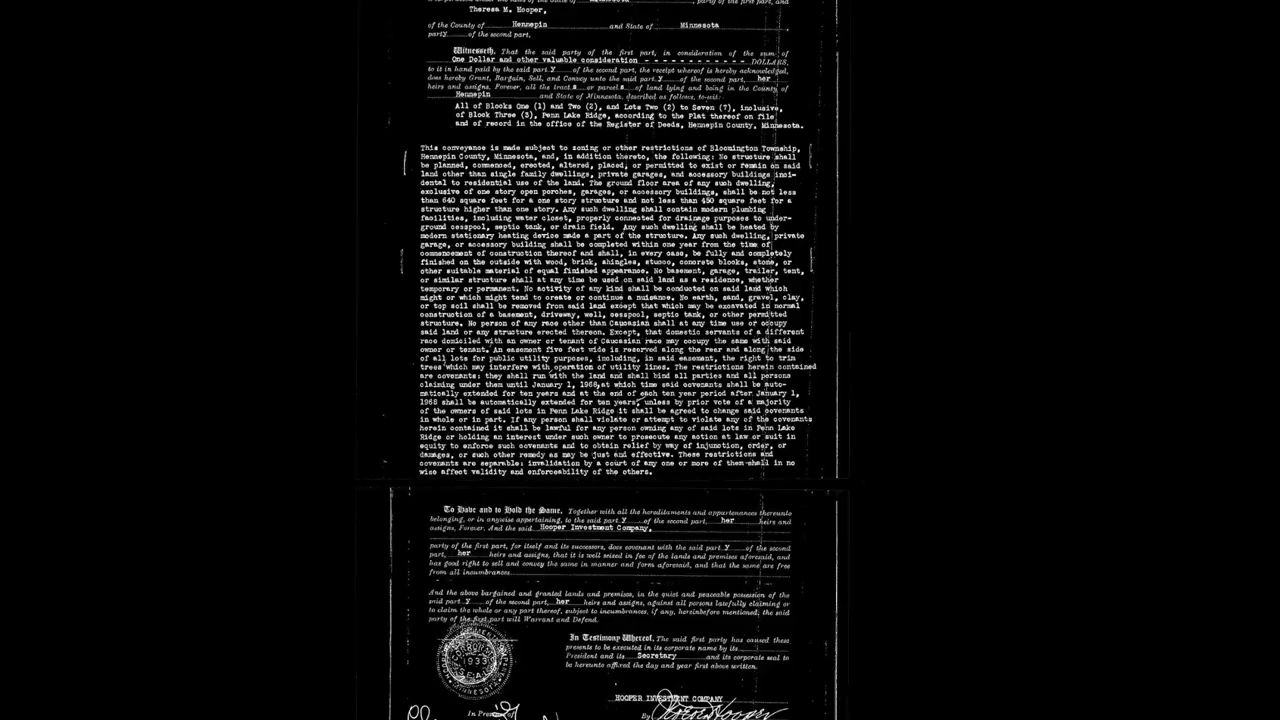 Minnesota, party of the first part, and
Theresa M. Hooper,
of the County of Hennepin and State of Minnesota
party of the second part,
Witnesseth, That the said party of the first part, in consideration of the sum of
One Dollar and other valuable consideration - - - - - - - - - - - - DOLLARS,
to it in hand paid by the said party of the second part, the receipt whereof is hereby acknowledged,
does hereby Grant, Bargain, Sell, and Convey unto the said party of the second part, her
heirs and assigns, Forever, all the tracts or parcels of land lying and being in the County of
Hennepin and State of Minnesota, described as follows, to-wit:
All of Blocks One (1) and Two (2), and Lots Two (2) to Seven (7), inclusive,
of Block Three (3), Penn Lake Ridge, according to the Plat thereof on file
and of record in the office of the Register of Deeds, Hennepin County, Minnesota.
This conveyance is made subject to zoning or other restrictions of Bloomington Township,
Hennepin County, Minnesota, and, in addition thereto, the following: No structure shall
be planned, commenced, erected, altered, placed, or permitted to exist or remain on said
land other than single family dwellings, private garages, and accessory buildings inci-
dental to residential use of the land. The ground floor area of any such dwelling,
exclusive of one story open porches, garages, or accessory buildings, shall be not less
than 640 square feet for a one story structure and not less than 450 square feet for a
structure higher than one story. Any such dwelling shall contain modern plumbing
facilities, including water closet, properly connected for drainage purposes to under-
ground cesspool, septic tank, or drain field. Any such dwelling shall be heated by
modern stationary heating device made a part of the structure. Any such dwelling, private
garage, or accessory building shall be completed within one year from the time of
commencement of construction thereof and shall, in every case, be fully and completely
finished on the outside with wood, brick, shingles, stucco, concrete blocks, stone, or
other suitable material of equal finished appearance. No basement, garage, trailer, tent,
or similar structure shall at any time be used on said land as a residence, whether
temporary or permanent. No activity of any kind shall be conducted on said land which
might or which might tend to create or continue a nuisance. No earth, sand, gravel, clay,
or top soil shall be removed from said land except that which may be excavated in normal
construction of a basement, driveway, well, cesspool, septic tank, or other permitted
structure. No person of any race other than Caucasian shall at any time use or occupy
said land or any structure erected thereon. Except, that domestic servants of a different
race domiciled with an owner or tenant of Caucasian race may occupy the same with said
owner or tenant. An easement five feet wide is reserved along the rear and along the side
of all lots for public utility purposes, including, in said easement, the right to trim
trees which may interfere with operation of utility lines. The restrictions herein contained
are covenants: they shall run with the land and shall bind all parties and all persons
claiming under them until January 1, 1968, at which time said covenants shall be auto-
matically extended for ten years and at the end of each ten year period after January 1,
1968 shall be automatically extended for ten years, unless by prior vote of a majority
of the owners of said lots in Penn Lake Ridge it shall be agreed to change said covenants
in whole or in part. If any person shall violate or attempt to violate any of the covenants
herein contained it shall be lawful for any person owning any of said lots in Penn Lake
Ridge or holding an interest under such owner to prosecute any action at law or suit in
equity to enforce such covenants and to obtain relief by way of injunction, order, or
damages, or such other remedy as may be just and effective. These restrictions and
covenants are separable; invalidation by a court of any one or more of them shall in no
wise affect validity and enforceability of the others.
To Have and to Hold the Same, Together with all the hereditaments and appurtenances thereunto
belonging, or in anywise appertaining, to the said party of the second part, her heirs and
assigns, Forever. And the said Hooper Investment Company,
party of the first part, for itself and its successors, does covenant with the said party of the second
part, her heirs and assigns, that it is well seized in fee of the lands and premises aforesaid, and
has good right to sell and convey the same in manner and form aforesaid, and that the same are free
from all incumbrances
And the above bargained and granted lands and premises, in the quiet and peaceable possession of the
said party of the second part, her heirs and assigns, against all persons lawfully claiming or
to claim the whole or any part thereof, subject to incumbrances, if any, hereinbefore mentioned, the said
party of the first part will Warrant and Defend.
In Testimony Whereof, The said first party has caused these
presents to be executed in its corporate name by its
President and its Secretary and its corporate seal to
be hereunto affixed the day and year first above written.
1933
SEAL
MINNESOTA
HOOPER INVESTMENT COMPANY
In Presence of
By